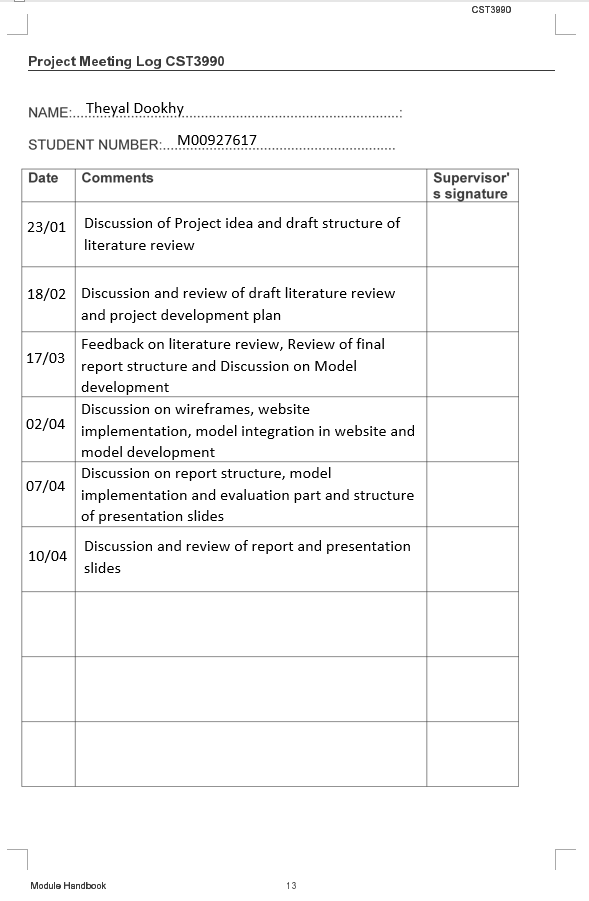 CST3990
Project Meeting Log CST3990
NAME:....Theyal Dookhy..............................................................:
STUDENT NUMBER:....M00927617........................................
Date Comments Supervisor'
s signature
23/01 Discussion of Project idea and draft structure of
literature review
18/02 Discussion and review of draft literature review
and project development plan
17/03 Feedback on literature review, Review of final
report structure and Discussion on Model
development
02/04 Discussion on wireframes, website
implementation, model integration in website and
model development
07/04 Discussion on report structure, model
implementation and evaluation part and structure
of presentation slides
10/04 Discussion and review of report and presentation
slides
Module Handbook 13